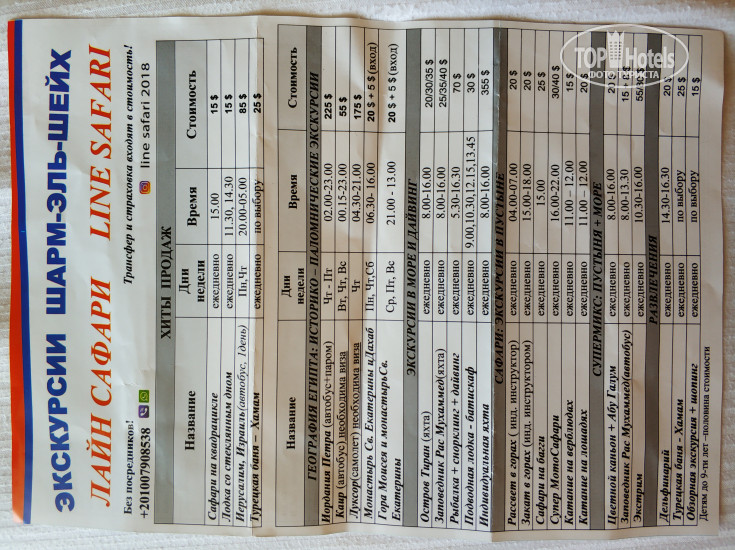 ЭКСКУРСИИ ШАРМ-ЭЛЬ-ШЕЙХ
ЛАЙН САФАРИ LINE SAFARI
Без посредников! Трансфер и страховка входят в стоимость!
+201007908538 line safari 2018
ХИТЫ ПРОДАЖ
Название Дни недели Время Стоимость
Сафари на квадрацикле ежедневно 15.00 15 $
Лодка со стеклянным дном ежедневно 11.30, 14.30 15 $
Иерусалим, Израиль(автобус, 1день) Пн,Чт 20.00-05.00 85 $
Турецкая баня – Хамам ежедневно по выбору 25 $
Название Дни недели Время Стоимость
ГЕОГРАФИЯ ЕГИПТА: ИСТОРИКО – ПАЛОМНИЧЕСКИЕ ЭКСКУРСИИ
Иордания Петра (автобус+паром) Чт - Пт 02.00-23.00 225 $
Каир (автобус) необходима виза Вт, Чт, Вс 00.15-23.00 55 $
Луксор(самолет) необходима виза Чт 04.30-21.00 175 $
Монастырь Св. Екатерины иДахаб Пн, Чт,Сб 06.30- 16.00 20 $ + 5 $ (вход)
Гора Моисея и монастырьСв. Екатерины Ср, Пт, Вс 21.00 - 13.00 20 $ + 5 $ (вход)
ЭКСКУРСИИ В МОРЕ И ДАЙВИНГ
Остров Тиран (яхта) ежедневно 8.00-16.00 20/30/35 $
Заповедник Рас Мухаммед(яхта) ежедневно 8.00-16.00 25/35/40 $
Рыбалка + снорклинг + дайвинг ежедневно 5.30-16.30 70 $
Подводная лодка - батискаф ежедневно 9.00,10.30,12.15,13.45 30 $
Индивидуальная яхта ежедневно 8.00-16.00 355 $
САФАРИ: ЭКСКУРСИИ В ПУСТЫНЕ
Рассвет в горах ( инд. инструктор) ежедневно 04.00-07.00 20 $
Закат в горах (инд. инструктором) ежедневно 15.00-18.00 20 $
Сафари на багги ежедневно 15.00 25 $
Супер МотоСафари ежедневно 16.00-22.00 30/40 $
Катание на верблюдах ежедневно 11.00 – 12.00 15 $
Катание на лошадях ежедневно 11.00 – 12.00 20 $
СУПЕРМИКС: ПУСТЫНЯ + МОРЕ
Цветной каньон + Абу Галум ежедневно 8.00-16.00 20
Заповедник Рас Мухаммед(автобус) ежедневно 8.00-13.30 15
Экстрим ежедневно 10.30-16.00 55/
РАЗВЛЕЧЕНИЯ
Дельфинарий ежедневно 14.30-16.30 20 $
Турецкая баня - Хамам ежедневно по выбору 25 $
Обзорная экскурсия + шопинг ежедневно по выбору 15 $
Детям до 9-ти лет –половина стоимости
TOPHotels
ФОТО ТУРИСТА